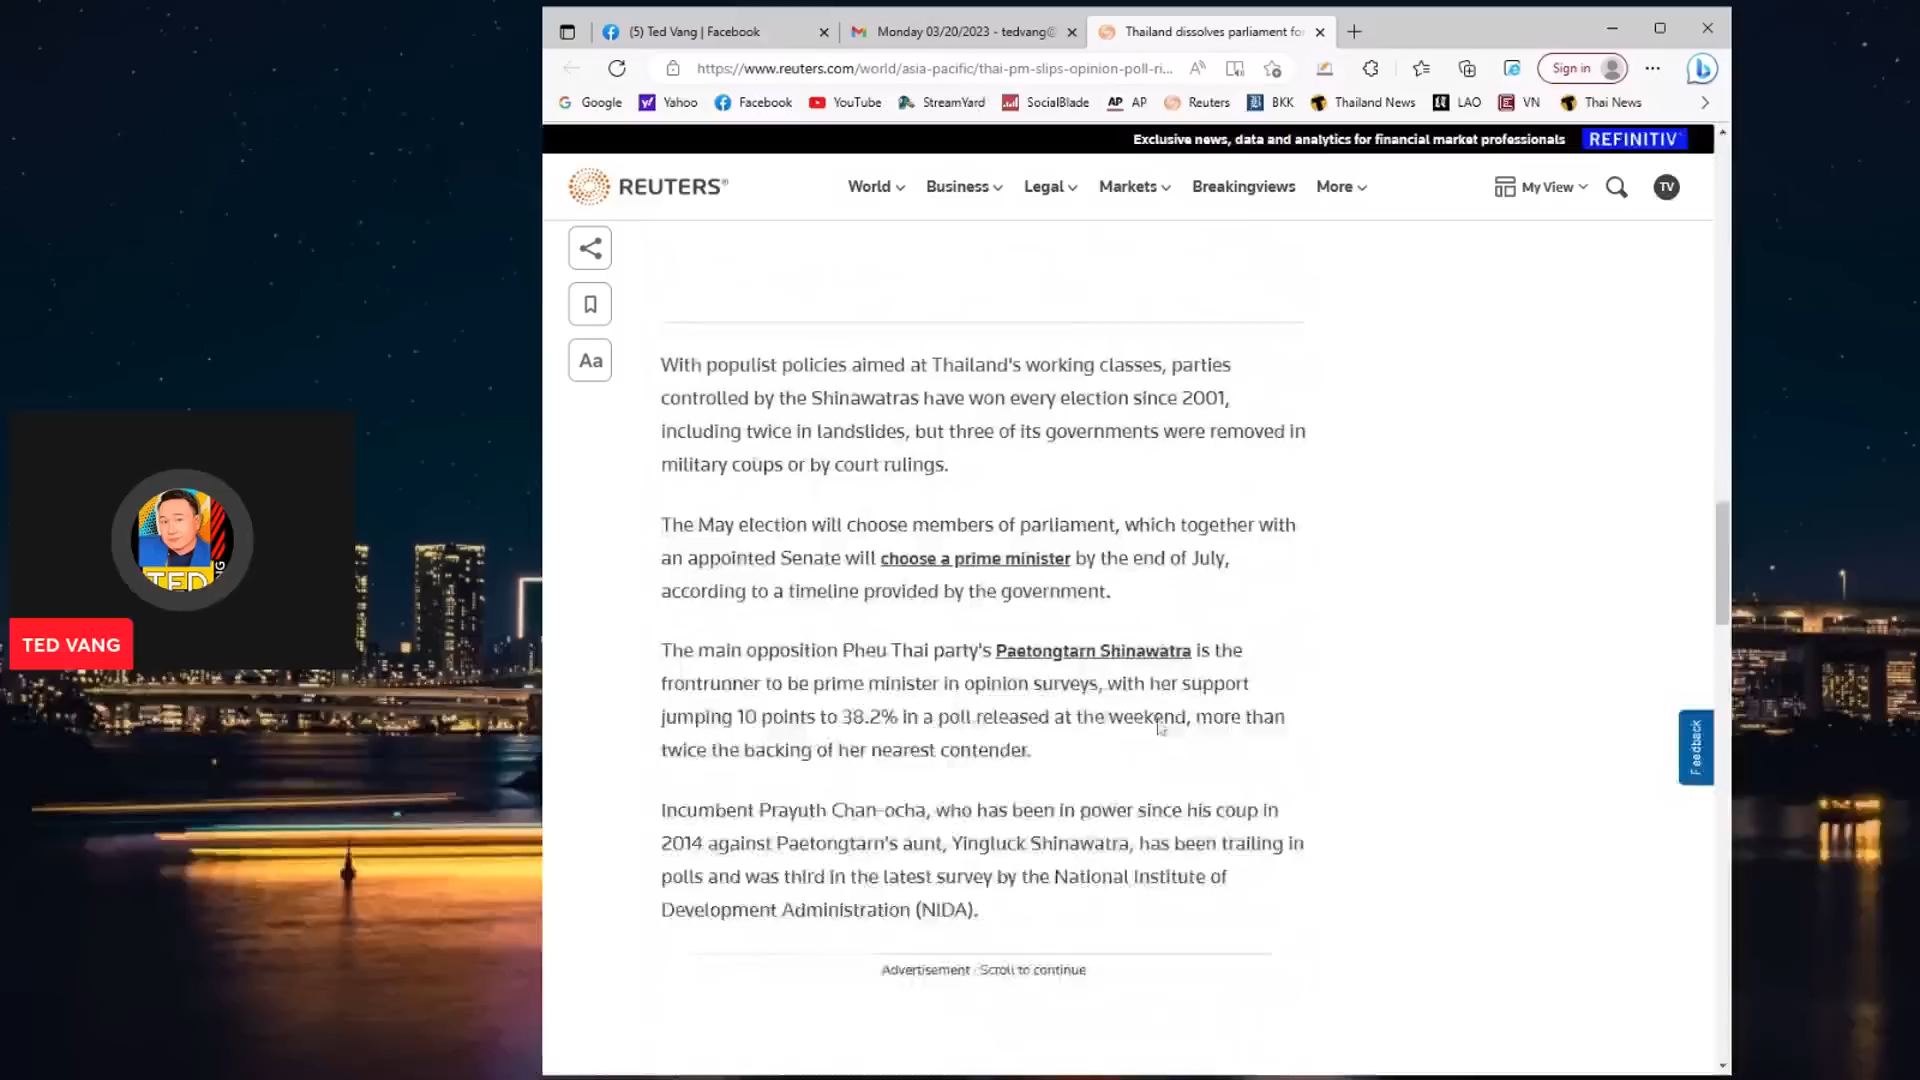 (5) Ted Vang | Facebook
Monday 03/20/2023 - tedvang@
Thailand dissolves parliament for
https://www.reuters.com/world/asia-pacific/thai-pm-slips-opinion-poll-ri...
Sign in
Google
Yahoo
Facebook
YouTube
StreamYard
SocialBlade
AP AP
Reuters
BKK
Thailand News
LAO
VN
Thai News
Exclusive news, data and analytics for financial market professionals
REFINITIV
REUTERS®
World
Business
Legal
Markets
Breakingviews
More
My View
TV
Aa
With populist policies aimed at Thailand's working classes, parties
controlled by the Shinawatras have won every election since 2001,
including twice in landslides, but three of its governments were removed in
military coups or by court rulings.
The May election will choose members of parliament, which together with
an appointed Senate will choose a prime minister by the end of July,
according to a timeline provided by the government.
The main opposition Pheu Thai party's Paetongtarn Shinawatra is the
frontrunner to be prime minister in opinion surveys, with her support
jumping 10 points to 38.2% in a poll released at the weekend, more than
twice the backing of her nearest contender.
Incumbent Prayuth Chan-ocha, who has been in power since his coup in
2014 against Paetongtarn's aunt, Yingluck Shinawatra, has been trailing in
polls and was third in the latest survey by the National Institute of
Development Administration (NIDA).
Advertisement · Scroll to continue
Feedback
TED
TED VANG